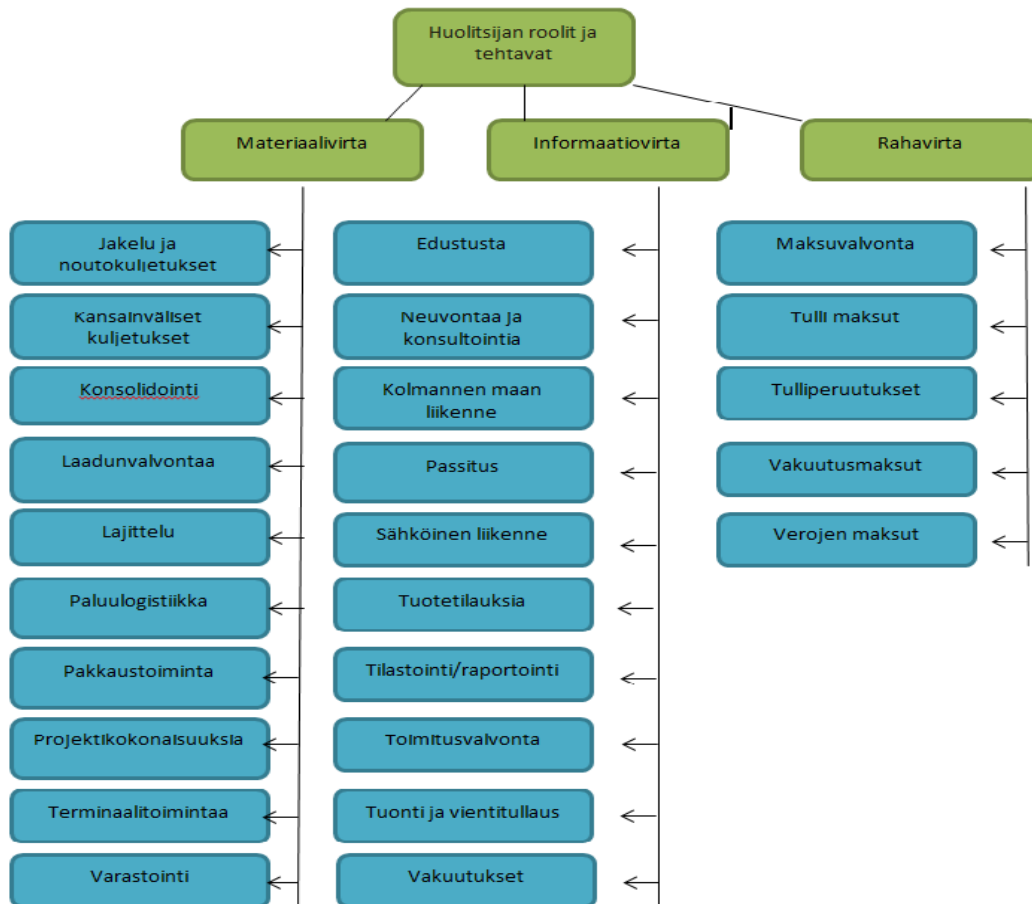 Huolitsijan roolit ja
tehtavat
Materiaalivirta
Informaatiovirta
Rahavirta
Jakelu ja
noutokuljetukset
Kansainväliset
kuljetukset
Konsolidointi
Laadunvalvontaa
Lajittelu
Paluulogistiikka
Pakkaustoiminta
Projektikokonaisuuksia
Terminaalitoimintaa
Varastointi
Edustusta
Neuvontaa ja
konsultointia
Kolmannen maan
liikenne
Passitus
Sähköinen liikenne
Tuotetilauksia
Tilastointi/raportointi
Toimitusvalvonta
Tuonti ja vientitullaus
Vakuutukset
Maksuvalvonta
Tulli maksut
Tulliperuutukset
Vakuutusmaksut
Verojen maksut